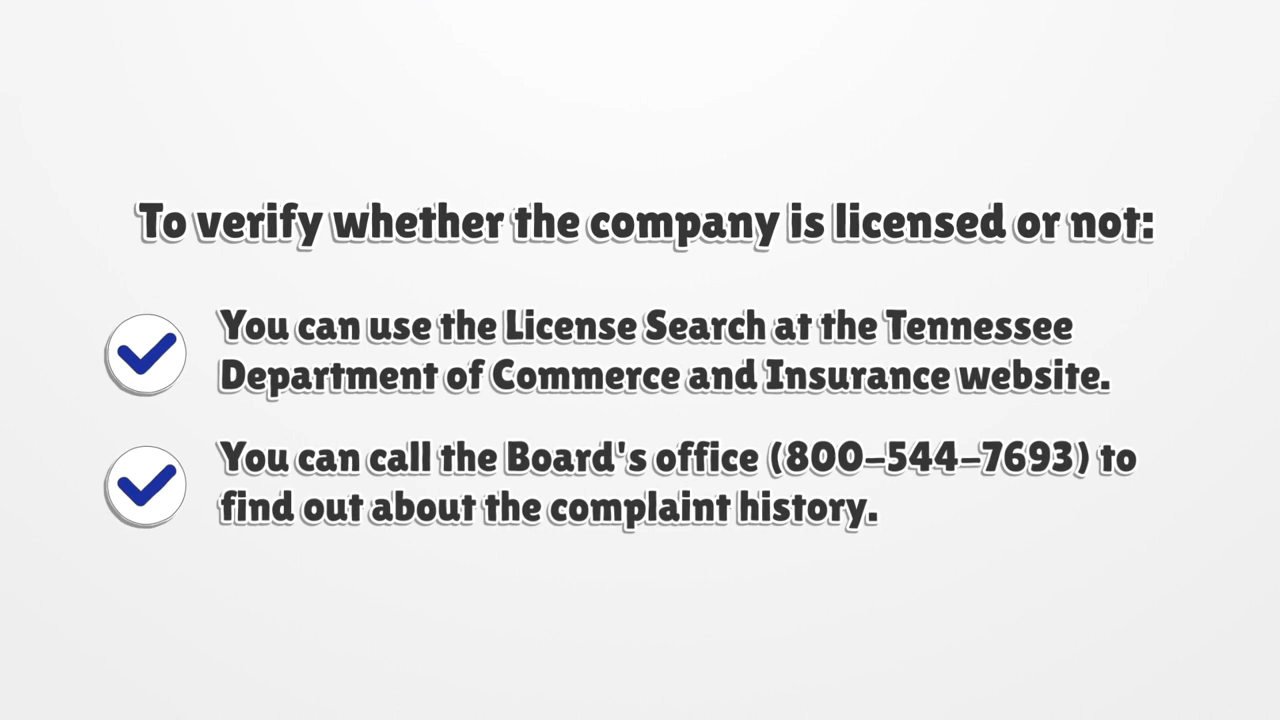 To verify whether the company is licensed or not:
You can use the License Search at the Tennessee
Department of Commerce and Insurance website.
You can call the Board's office (800-544-7693) to
find out about the complaint history.